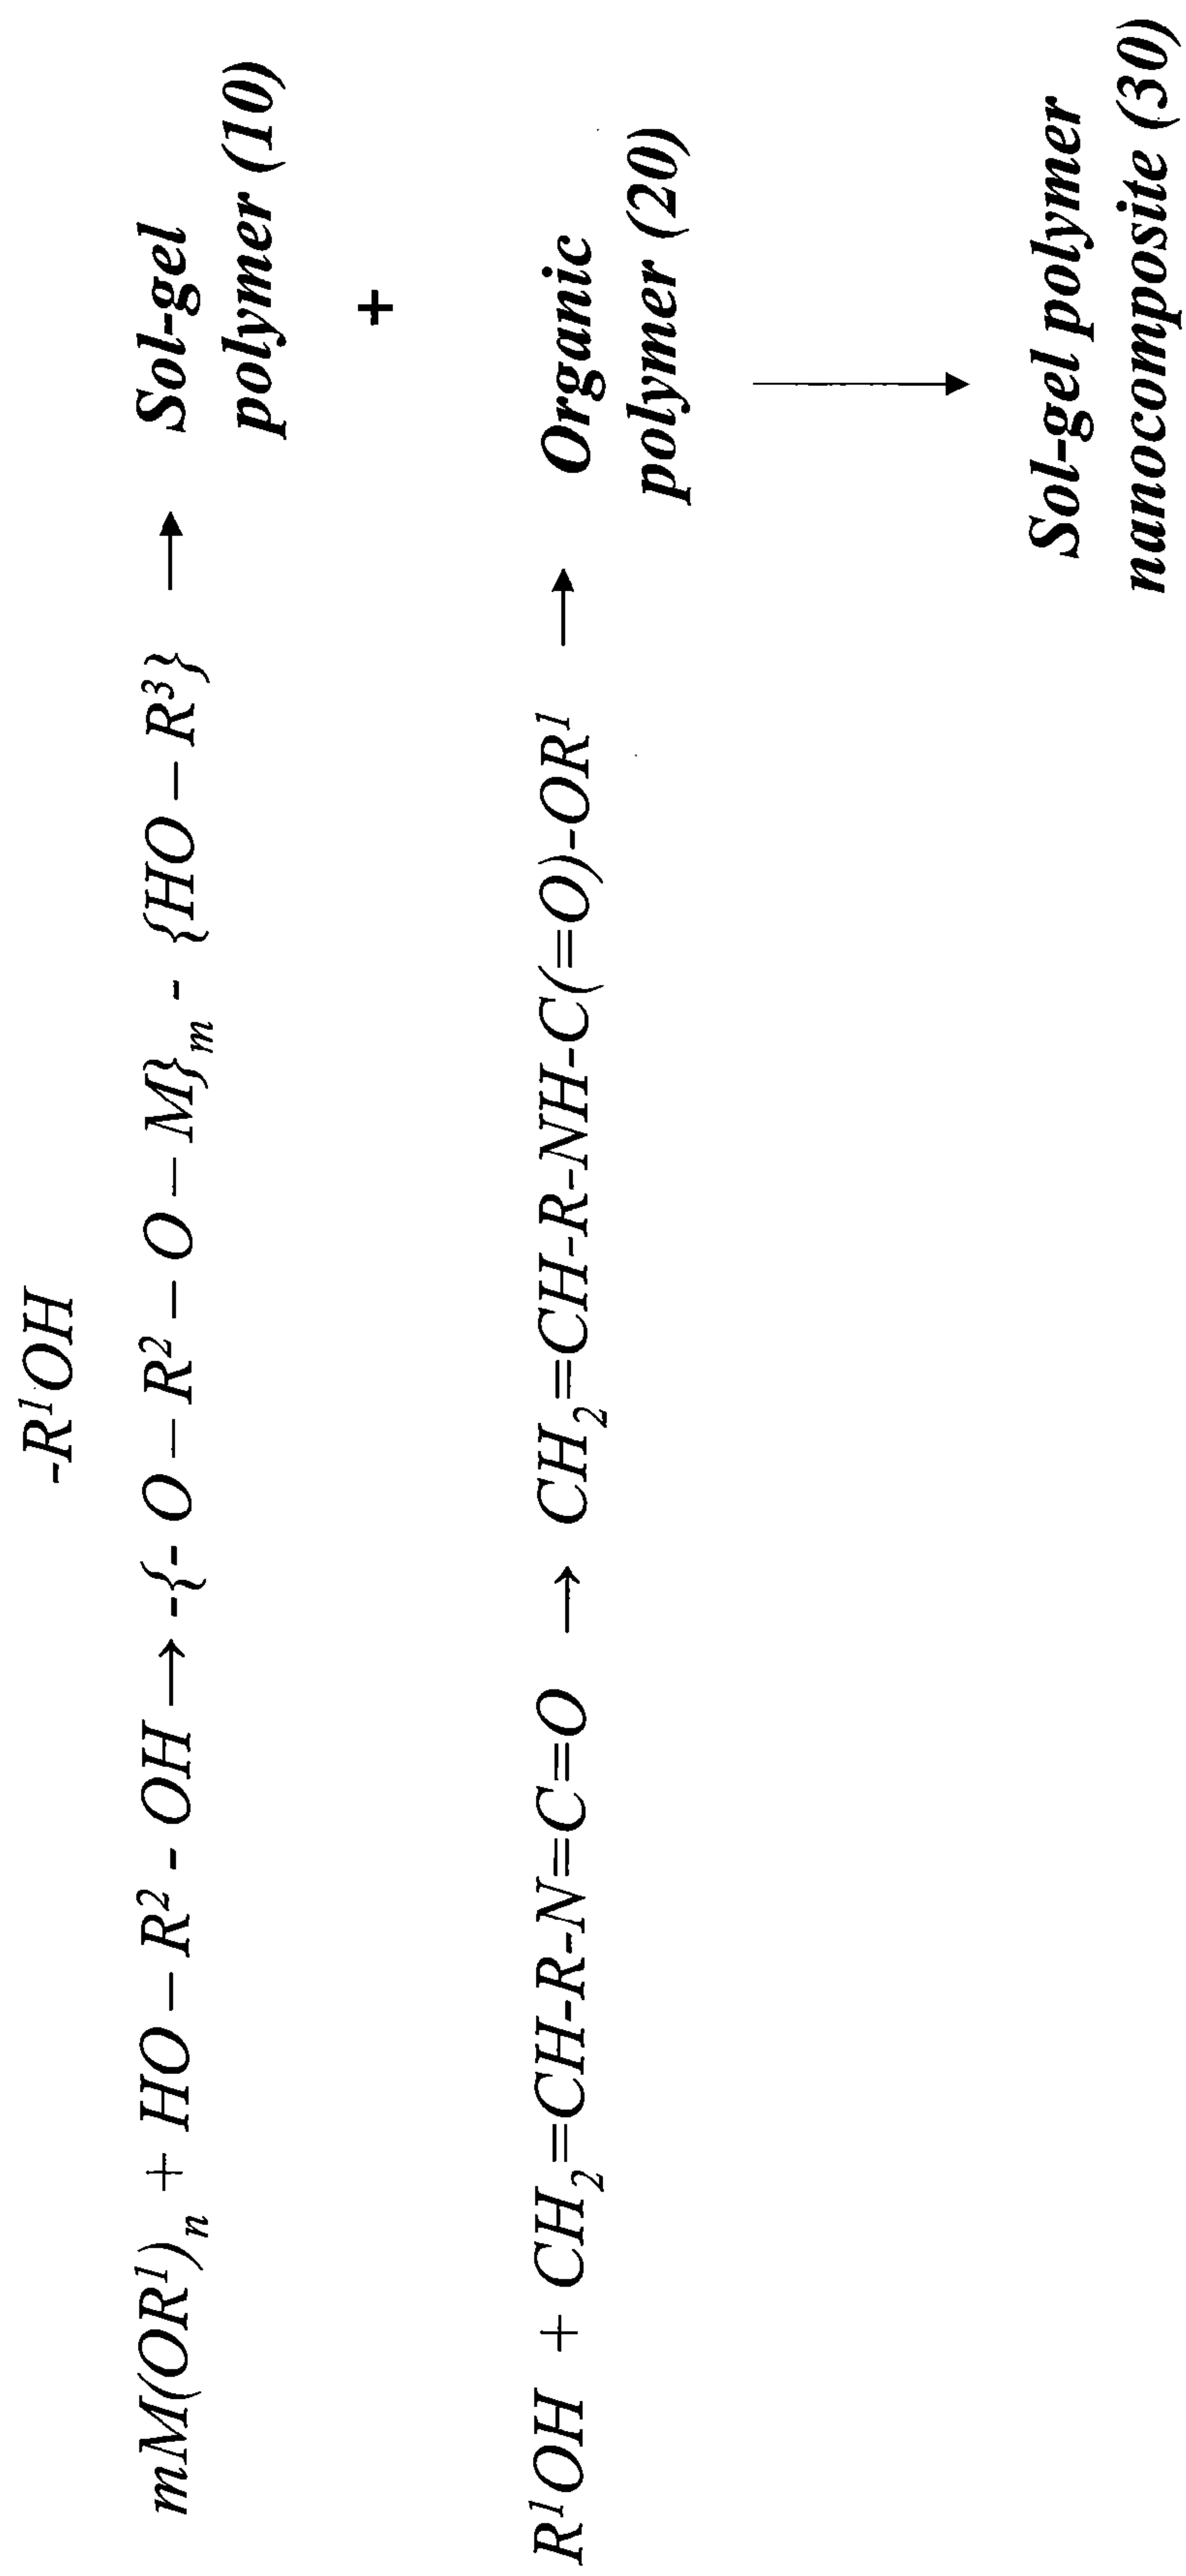 -R¹OH
mM(OR¹)ₙ + HO – R² - OH → -{- O – R² – O – M}ₘ - {HO – R³} → Sol-gel
polymer (10)
+
R¹OH + CH₂=CH-R-N=C=O → CH₂=CH-R-NH-C(=O)-OR¹ → Organic
polymer (20)
Sol-gel polymer
nanocomposite (30)